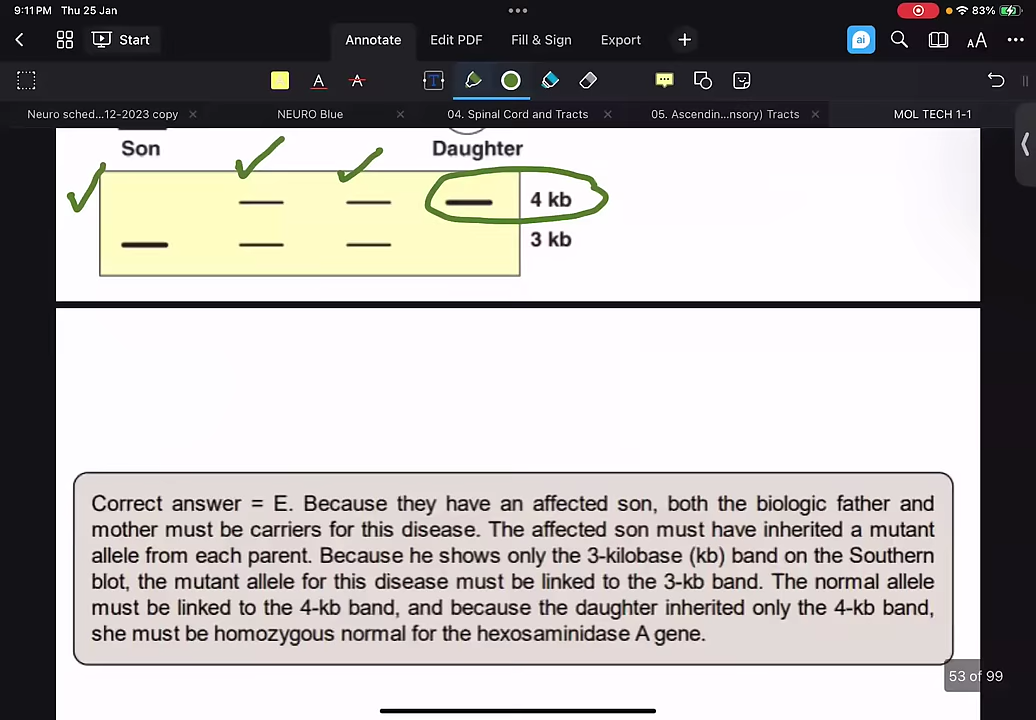 9:11 PM Thu 25 Jan
83%
Start
Annotate
Edit PDF
Fill & Sign
Export
ai
AA
A
A
T
Neuro sched...12-2023 copy
NEURO Blue
04. Spinal Cord and Tracts
05. Ascendin...nsory) Tracts
MOL TECH 1-1
Son
Daughter
4 kb
3 kb
Correct answer = E. Because they have an affected son, both the biologic father and
mother must be carriers for this disease. The affected son must have inherited a mutant
allele from each parent. Because he shows only the 3-kilobase (kb) band on the Southern
blot, the mutant allele for this disease must be linked to the 3-kb band. The normal allele
must be linked to the 4-kb band, and because the daughter inherited only the 4-kb band,
she must be homozygous normal for the hexosaminidase A gene.
53 of 99